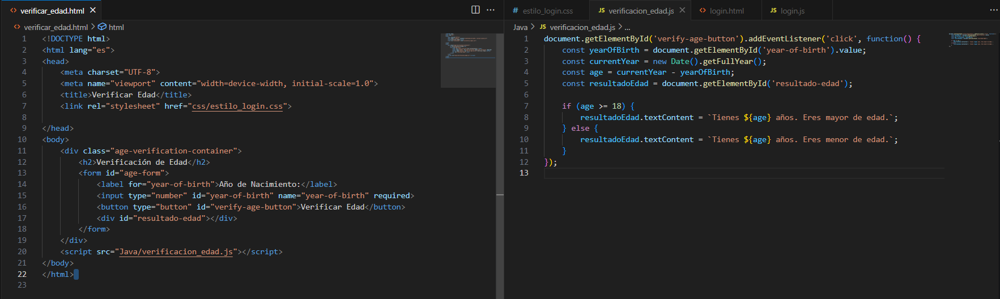 verificar_edad.html
verificar_edad.html > html
1 <!DOCTYPE html>
2 <html lang="es">
3 <head>
4 <meta charset="UTF-8">
5 <meta name="viewport" content="width=device-width, initial-scale=1.0">
6 <title>Verificar Edad</title>
7 <link rel="stylesheet" href="css/estilo_login.css">
8
9 </head>
10 <body>
11 <div class="age-verification-container">
12 <h2>Verificación de Edad</h2>
13 <form id="age-form">
14 <label for="year-of-birth">Año de Nacimiento:</label>
15 <input type="number" id="year-of-birth" name="year-of-birth" required>
16 <button type="button" id="verify-age-button">Verificar Edad</button>
17 <div id="resultado-edad"></div>
18 </form>
19 </div>
20 <script src="Java/verificacion_edad.js"></script>
21 </body>
22 </html>
23
# estilo_login.css JS verificacion_edad.js login.html JS login.js
Java > JS verificacion_edad.js > ...
1 document.getElementById('verify-age-button').addEventListener('click', function() {
2 const yearOfBirth = document.getElementById('year-of-birth').value;
3 const currentYear = new Date().getFullYear();
4 const age = currentYear - yearOfBirth;
5 const resultadoEdad = document.getElementById('resultado-edad');
6
7 if (age >= 18) {
8 resultadoEdad.textContent = `Tienes ${age} años. Eres mayor de edad.`;
9 } else {
10 resultadoEdad.textContent = `Tienes ${age} años. Eres menor de edad.`;
11 }
12 });
13